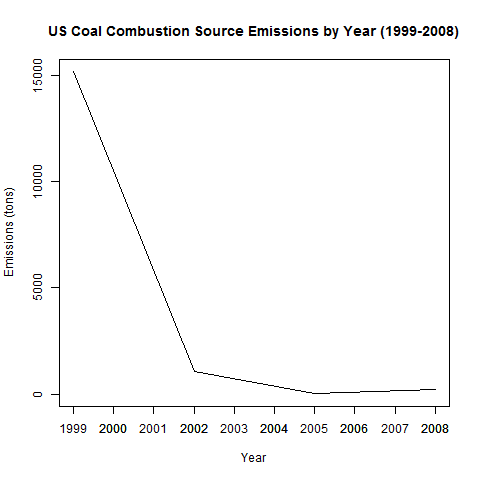 US Coal Combustion Source Emissions by Year (1999-2008)
Emissions (tons)
15000
10000
5000
0
1999 2000 2001 2002 2003 2004 2005 2006 2007 2008
Year